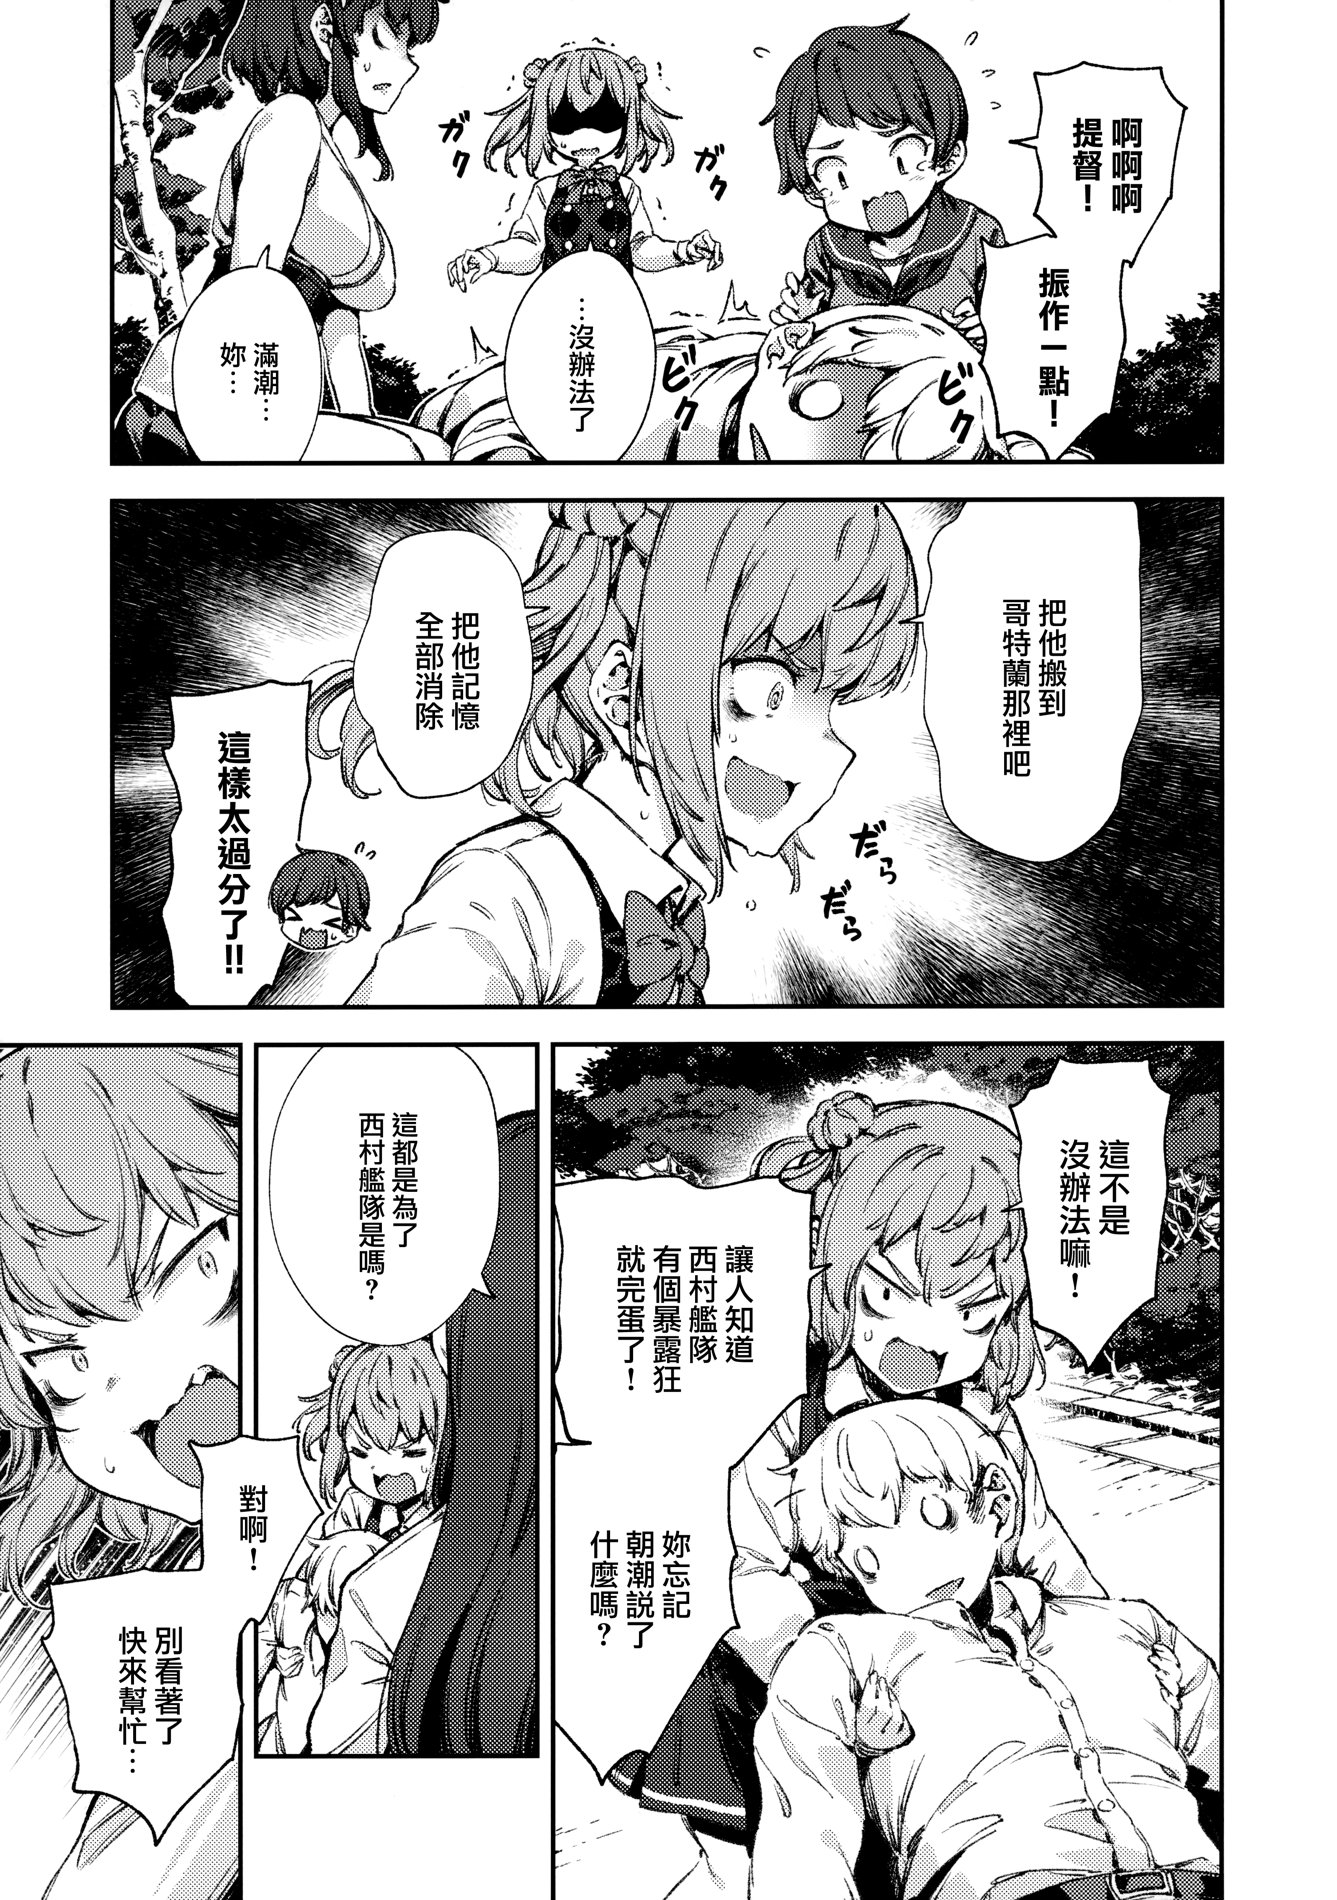 啊啊啊
提督！
振作一點！
ガク
ガク
…沒辦法了
ビク
ビク
滿潮…
妳…
把他搬到
哥特蘭那裡吧
把他記憶
全部消除
だら
だら
這樣太過分了!!
這不是
沒辦法嘛！
讓人知道
西村艦隊
有個暴露狂
就完蛋了！
妳忘記
朝潮說了
什麼嗎？
這都是為了
西村艦隊是嗎？
對啊！
別看著了
快來幫忙…